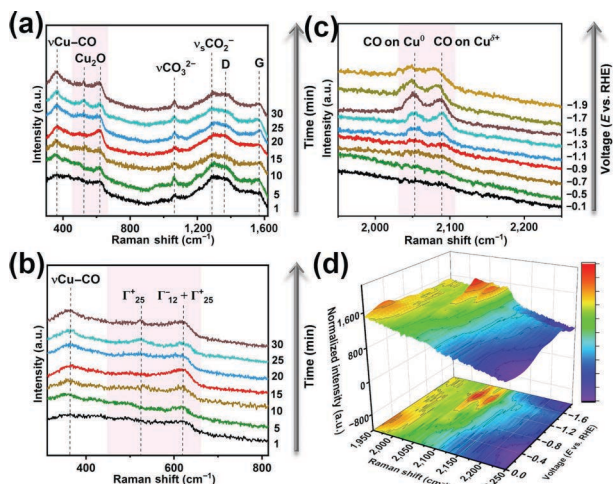 (a)
νCu–CO
Cu₂O
νCO₃²⁻
νₛCO₂⁻
D
G
Intensity (a.u.)
30
25
20
15
10
5
1
Time (min)
400
800
1,200
1,600
Raman shift (cm⁻¹)
(c)
CO on Cu⁰
CO on Cuᵟ⁺
Intensity (a.u.)
−1.9
−1.7
−1.5
−1.3
−1.1
−0.9
−0.7
−0.5
−0.1
Voltage (E vs. RHE)
2,000
2,100
2,200
Raman shift (cm⁻¹)
(b)
νCu–CO
Γ⁺₂₅
Γ⁻₁₂ + Γ⁺₂₅
Intensity (a.u.)
30
25
20
15
10
5
1
Time (min)
400
600
800
Raman shift (cm⁻¹)
(d)
Normalized intensity (a.u.)
1,600
800
0
−800
1,950
2,000
2,050
2,100
2,150
2,200
2,250
Raman shift (cm⁻¹)
0.0
−0.4
−0.8
−1.2
−1.6
Voltage (E vs. RHE)